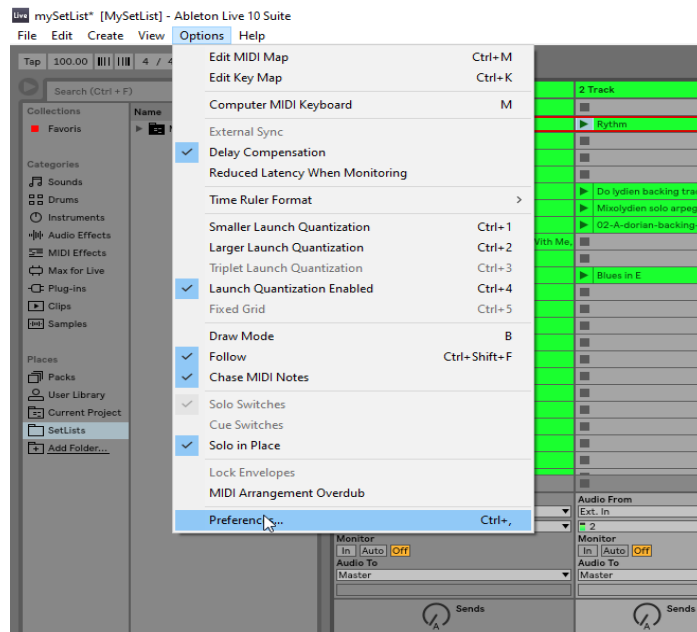 Live mySetList* [MySetList] - Ableton Live 10 Suite
File Edit Create View Options Help
Tap 100.00 4 / 4
Search (Ctrl + F)
Collections
Favoris
Categories
Sounds
Drums
Instruments
Audio Effects
MIDI Effects
Max for Live
Plug-ins
Clips
Samples
Places
Packs
User Library
Current Project
SetLists
Add Folder...
Name
Edit MIDI Map Ctrl+M
Edit Key Map Ctrl+K
Computer MIDI Keyboard M
External Sync
Delay Compensation
Reduced Latency When Monitoring
Time Ruler Format
Smaller Launch Quantization Ctrl+1
Larger Launch Quantization Ctrl+2
Triplet Launch Quantization Ctrl+3
Launch Quantization Enabled Ctrl+4
Fixed Grid Ctrl+5
Draw Mode B
Follow Ctrl+Shift+F
Chase MIDI Notes
Solo Switches
Cue Switches
Solo in Place
Lock Envelopes
MIDI Arrangement Overdub
Preferences... Ctrl+,
With Me,
2 Track
Rythm
Do lydien backing tra
Mixolydien solo arpeg
02-A-dorian-backing-
Blues in E
Monitor
In Auto Off
Audio To
Master
Sends
A
Audio From
Ext. In
2
Monitor
In Auto Off
Audio To
Master
Sends
A